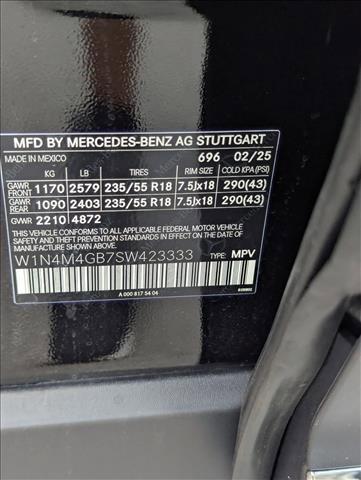 MFD BY MERCEDES-BENZ AG STUTTGART
MADE IN MEXICO 696 02/25
KG LB TIRES RIM SIZE COLD KPA(PSI)
GAWR FRONT 1170 2579 235/55 R18 7.5Jx18 290(43)
GAWR REAR 1090 2403 235/55 R18 7.5Jx18 290(43)
GVWR 2210 4872
THIS VEHICLE CONFORMS TO ALL APPLICABLE
U.S. FEDERAL MOTOR VEHICLE SAFETY STANDARDS IN
EFFECT ON THE DATE OF MANUFACTURE SHOWN ABOVE.
W1N4M4GB7SW423333 TYPE: MPV
A 000 817 54 04